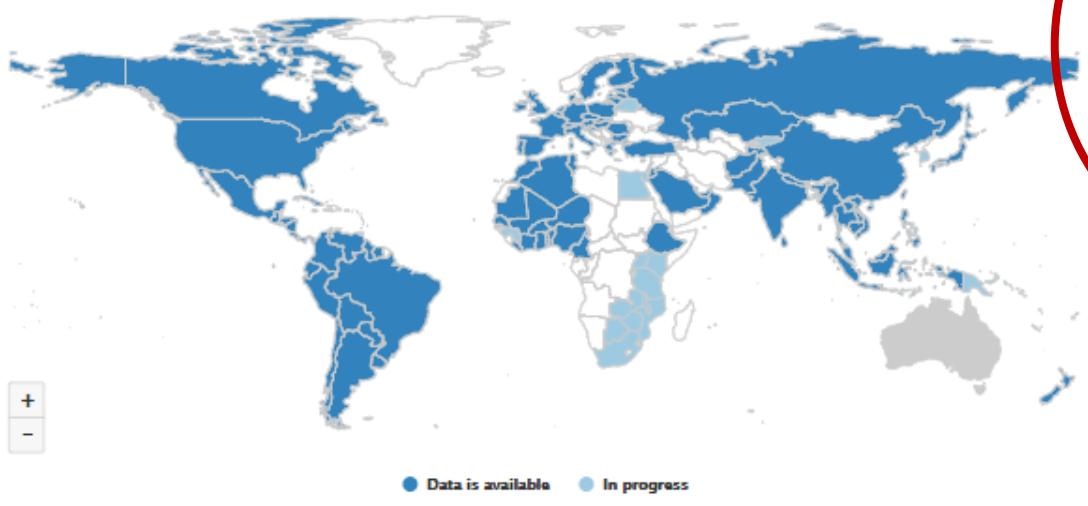 +
−
Data is available
In progress